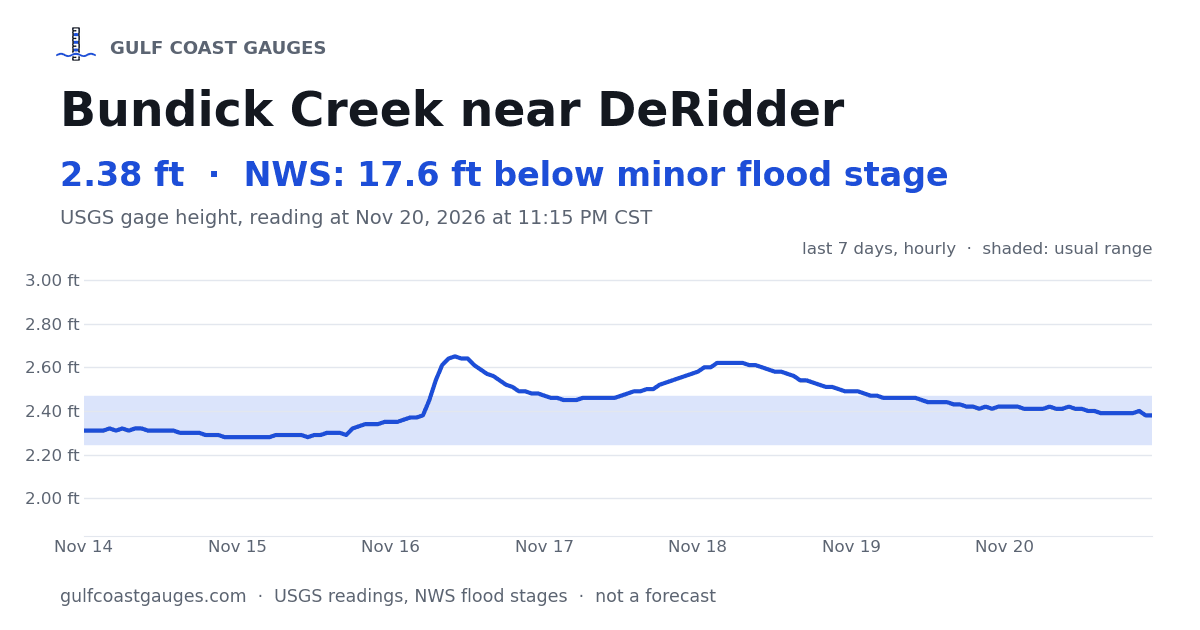 GULF COAST GAUGES
Bundick Creek near DeRidder
2.38 ft · NWS: 17.6 ft below minor flood stage
USGS gage height, reading at Nov 20, 2026 at 11:15 PM CST
last 7 days, hourly · shaded: usual range
3.00 ft
2.80 ft
2.60 ft
2.40 ft
2.20 ft
2.00 ft
Nov 14 Nov 15 Nov 16 Nov 17 Nov 18 Nov 19 Nov 20
gulfcoastgauges.com · USGS readings, NWS flood stages · not a forecast